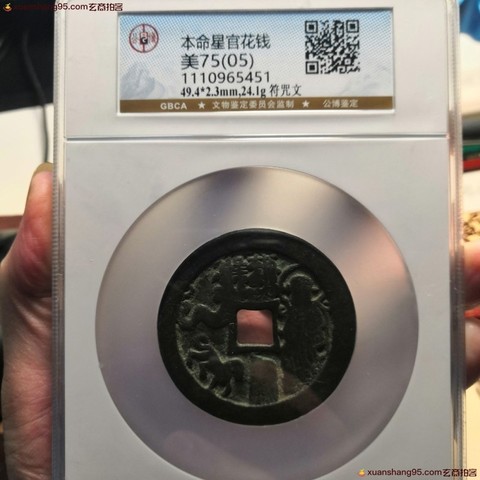 xuanshang95.com玄商拍客
本命星官花钱
美75(05)
1110965451
49.4*2.3mm,24.1g 符咒文
GBCA ★ 文物鉴定委员会监制 ★ 公博鉴定
xuanshang95.com玄商拍客